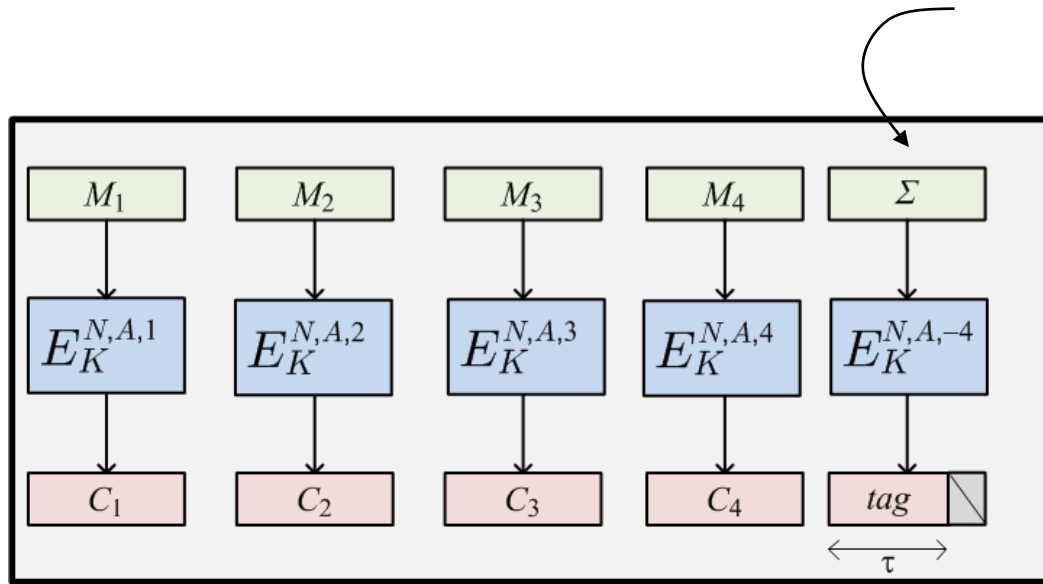 M₁ M₂ M₃ M₄ Σ
E_K^{N,A,1} E_K^{N,A,2} E_K^{N,A,3} E_K^{N,A,4} E_K^{N,A,−4}
C₁ C₂ C₃ C₄ tag
τ